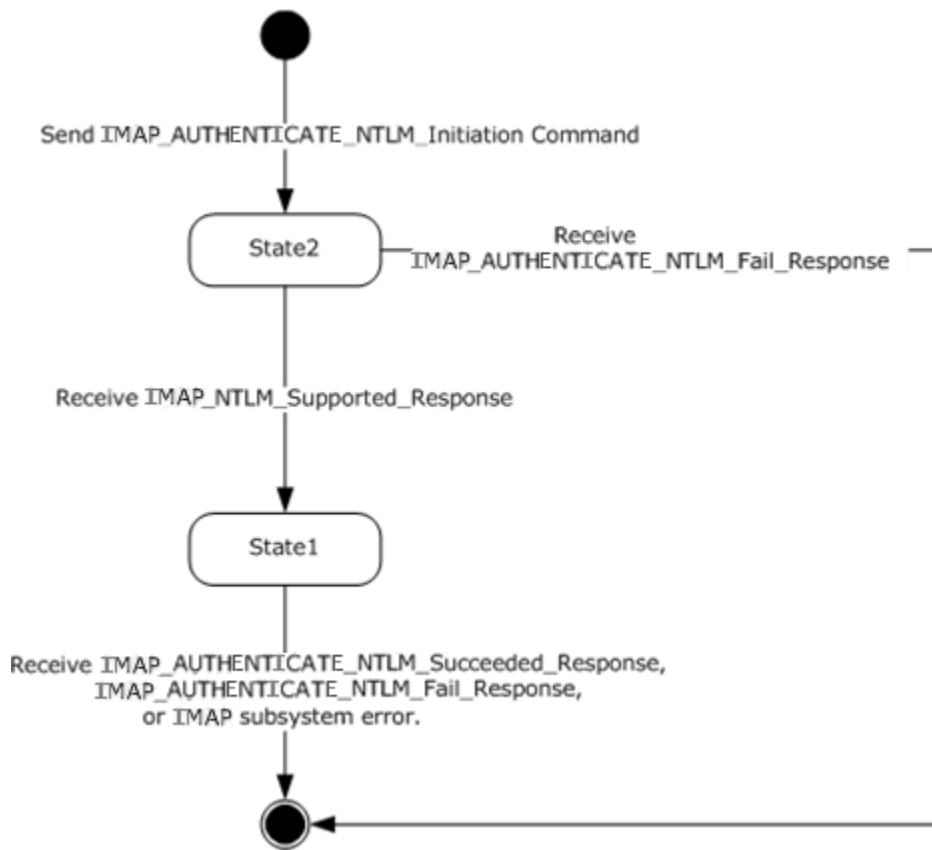 Send IMAP_AUTHENTICATE_NTLM_Initiation Command
State2
Receive
IMAP_AUTHENTICATE_NTLM_Fail_Response
Receive IMAP_NTLM_Supported_Response
State1
Receive IMAP_AUTHENTICATE_NTLM_Succeeded_Response,
IMAP_AUTHENTICATE_NTLM_Fail_Response,
or IMAP subsystem error.